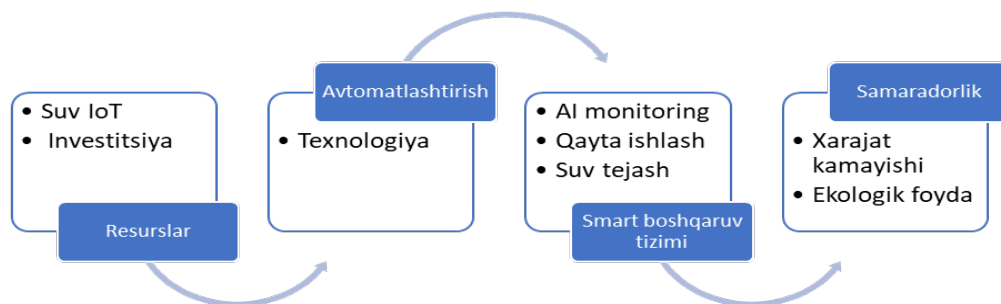 • Suv IoT
• Investitsiya
Resurslar
Avtomatlashtirish
• Texnologiya
• AI monitoring
• Qayta ishlash
• Suv tejash
Smart boshqaruv
tizimi
Samaradorlik
• Xarajat
kamayishi
• Ekologik foyda